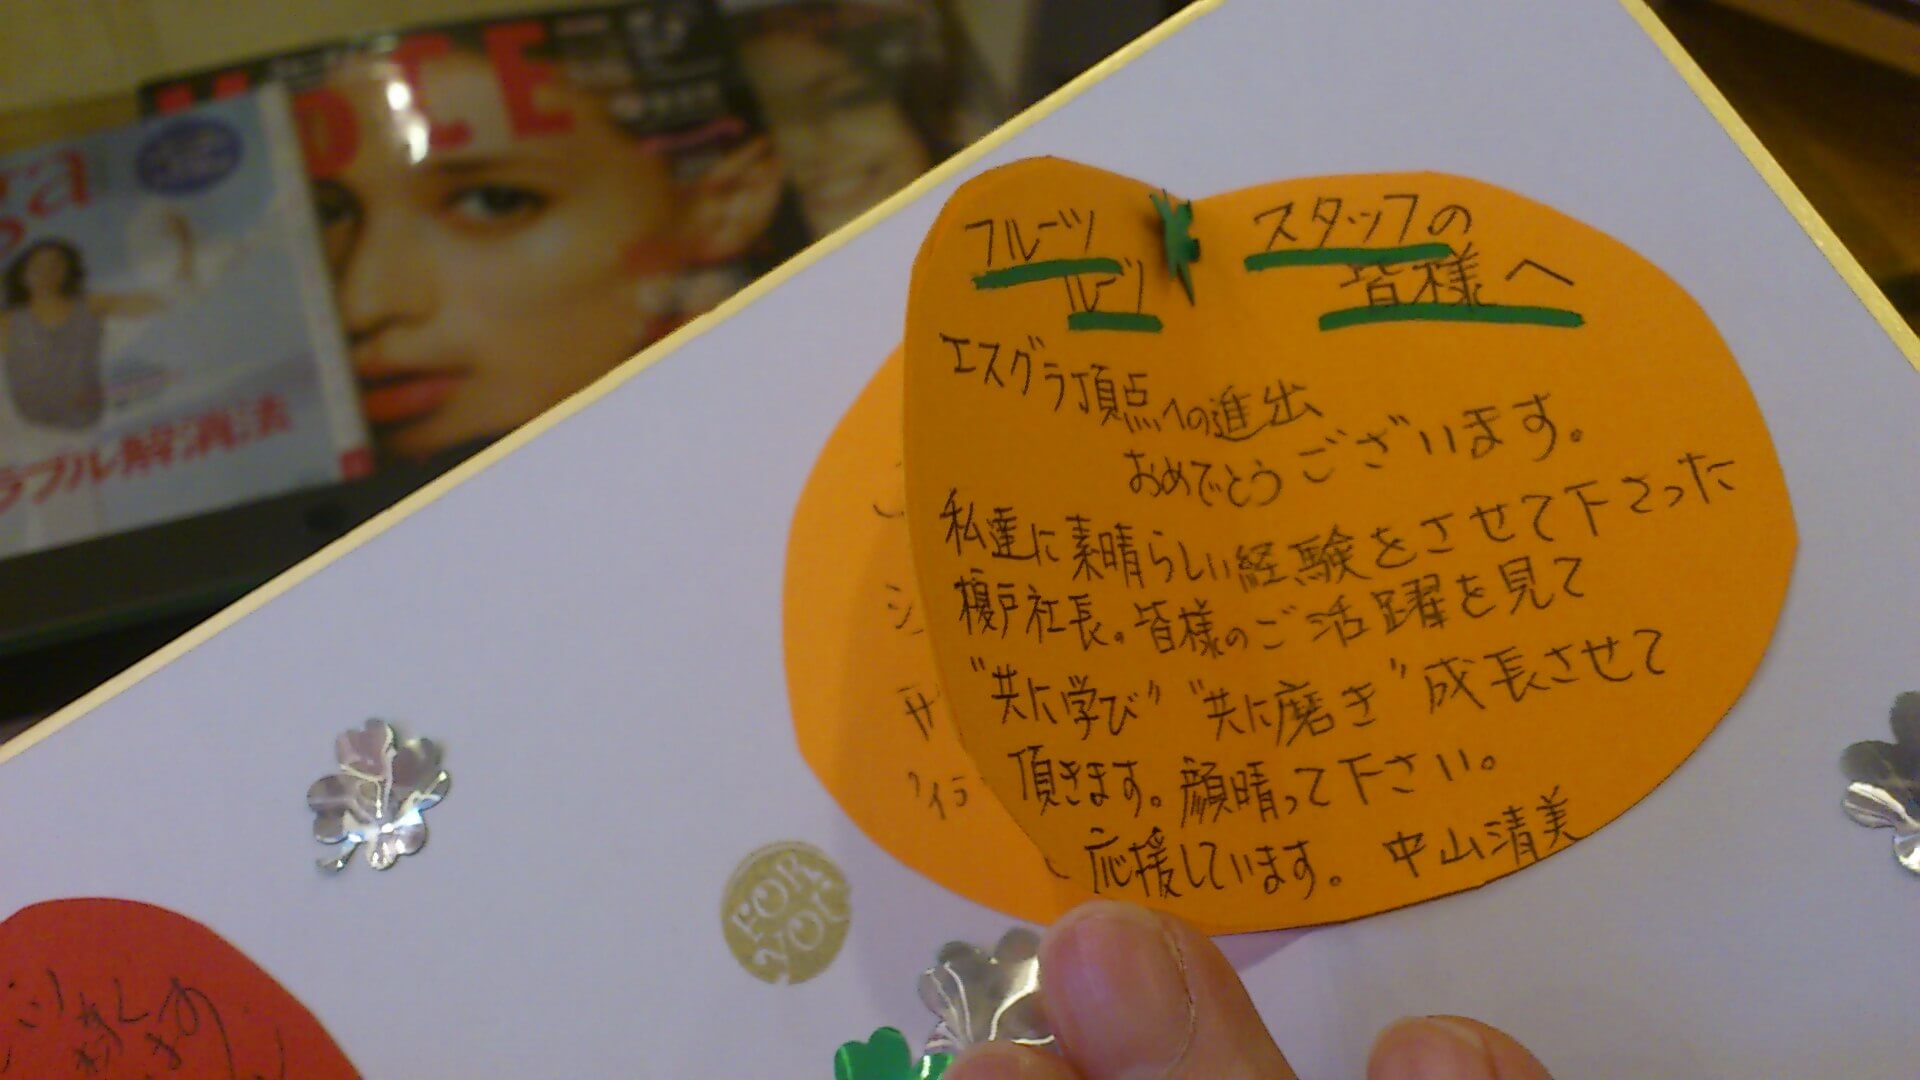 フルーツ
ルーツ
スタッフの
皆様へ
エスグラ頂点への進出
おめでとうございます。
私達に素晴らしい経験をさせて下さった
榎戸社長。皆様のご活躍を見て
"共に学び" "共に磨き" 成長させて
頂きます。顔晴って下さい。
応援しています。 中山清美
FOR
YOU
ラブル解消法